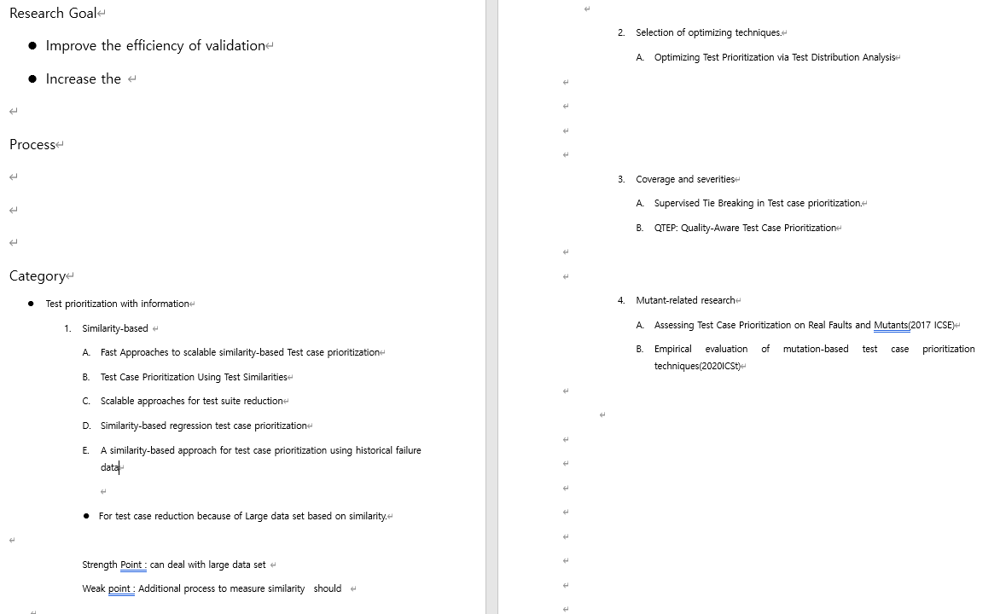 Research Goal
● Improve the efficiency of validation
● Increase the
Process
Category
● Test prioritization with information
1. Similarity-based
A. Fast Approaches to scalable similarity-based Test case prioritization
B. Test Case Prioritization Using Test Similarities
C. Scalable approaches for test suite reduction
D. Similarity-based regression test case prioritization
E. A similarity-based approach for test case prioritization using historical failure
data
● For test case reduction because of Large data set based on similarity.
Strength Point : can deal with large data set
Weak point : Additional process to measure similarity should
2. Selection of optimizing techniques.
A. Optimizing Test Prioritization via Test Distribution Analysis
3. Coverage and severities
A. Supervised Tie Breaking in Test case prioritization.
B. QTEP: Quality-Aware Test Case Prioritization
4. Mutant-related research
A. Assessing Test Case Prioritization on Real Faults and Mutants(2017 ICSE)
B. Empirical evaluation of mutation-based test case prioritization
techniques(2020ICSt)